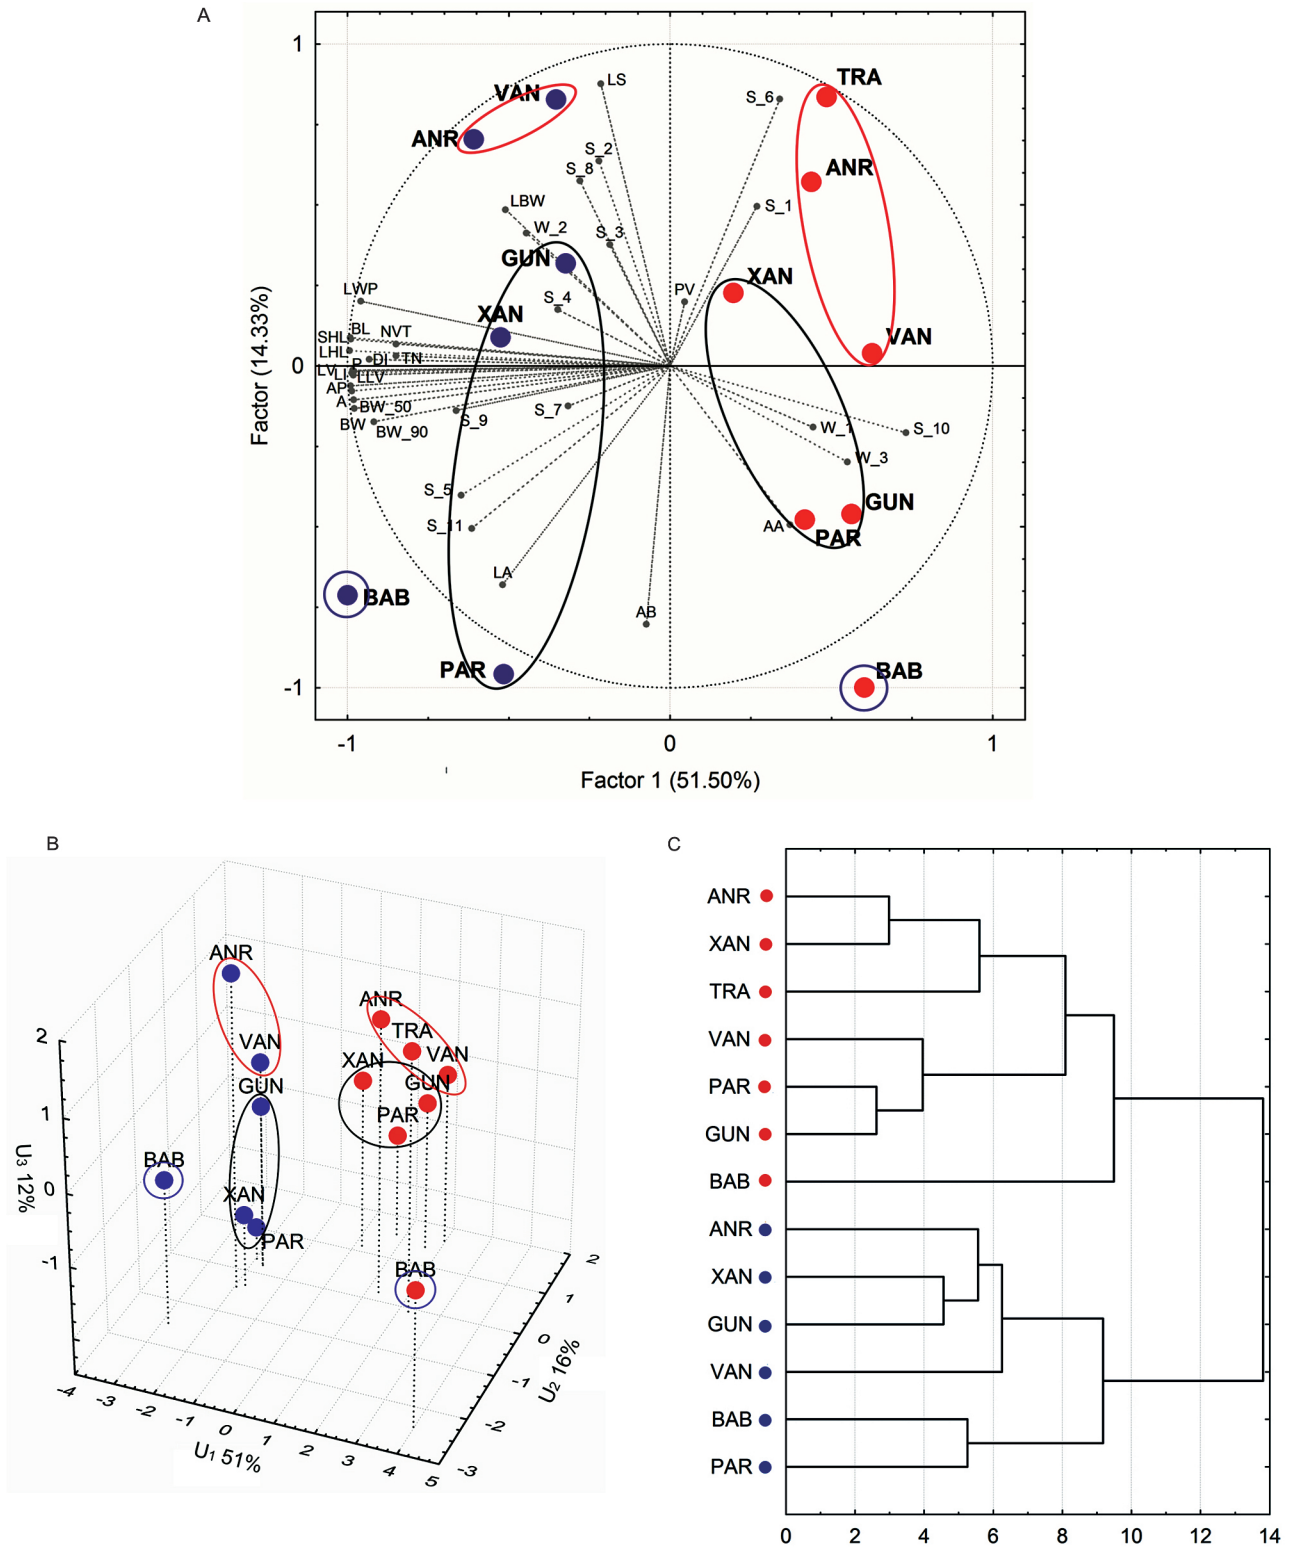 A
1
0
-1
Factor (14.33%)
-1
0
1
Factor 1 (51.50%)
VAN
ANR
LS
S_6
TRA
ANR
S_2
S_8
LBW
W_2
S_3
S_1
GUN
XAN
LWP
S_4
PV
XAN
VAN
SHL
BL
NVT
LHL
DI
TN
P
LV
LI
LLV
AP
A
BW_50
BW
BW_90
S_9
S_7
W_1
S_10
W_3
S_5
S_11
GUN
AA
PAR
LA
BAB
AB
PAR
BAB
B
ANR
VAN
GUN
BAB
XAN
PAR
ANR
TRA
XAN
VAN
GUN
PAR
BAB
2
1
0
-1
U3 12%
-4
-3
-2
-1
0
1
2
3
4
5
U1 51%
2
1
0
-1
-2
-3
U2 16%
C
ANR
XAN
TRA
VAN
PAR
GUN
BAB
ANR
XAN
GUN
VAN
BAB
PAR
0 2 4 6 8 10 12 14